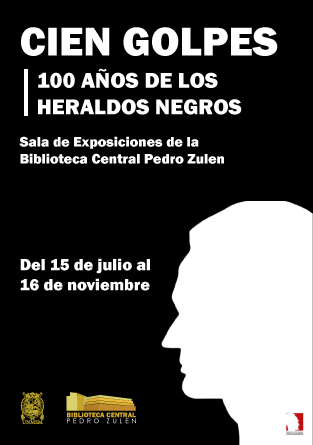 CIEN GOLPES
100 AÑOS DE LOS
HERALDOS NEGROS
Sala de Exposiciones de la
Biblioteca Central Pedro Zulen
Del 15 de julio al
16 de noviembre
UNMSM
BIBLIOTECA CENTRAL
PEDRO ZULEN